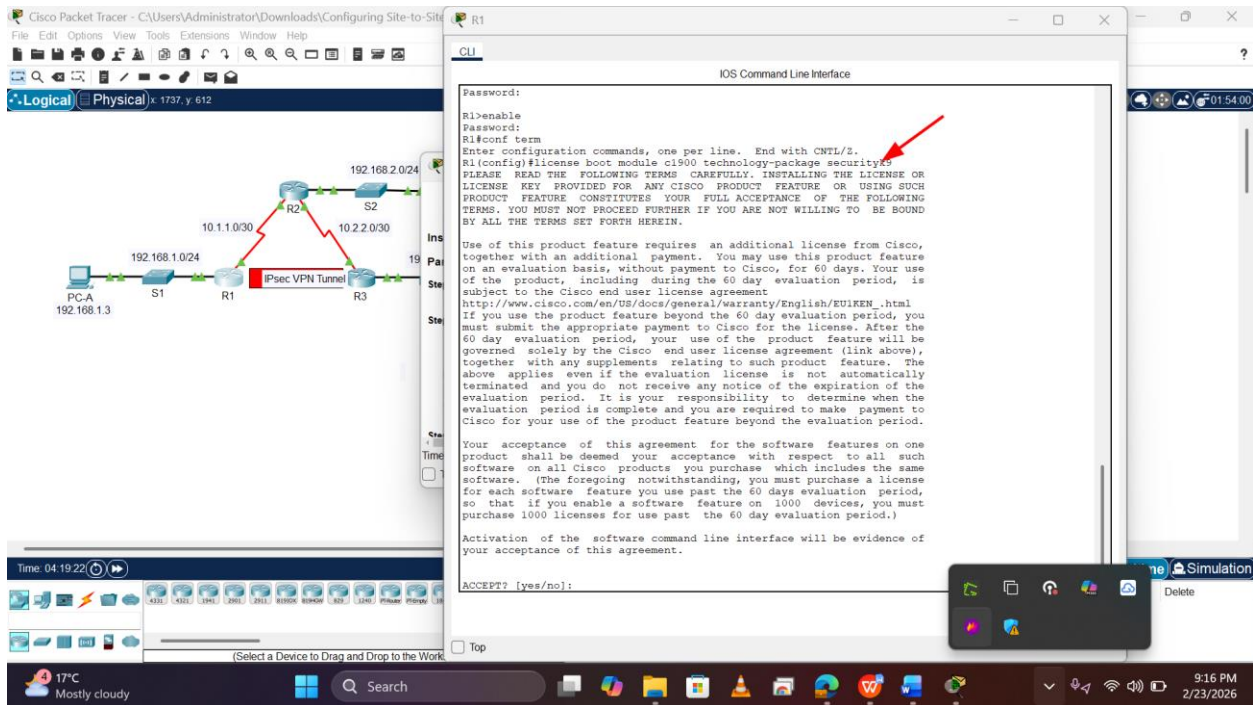 Cisco Packet Tracer - C:\Users\Administrator\Downloads\Configuring Site-to-Site
File Edit Options View Tools Extensions Window Help
?
Logical Physical x: 1737, y: 612
01:54:00
192.168.2.0/24
R2
S2
10.1.1.0/30
10.2.2.0/30
192.168.1.0/24
19
IPsec VPN Tunnel
PC-A
192.168.1.3
S1
R1
R3
Ins
Par
Ste
Ste
Ste
Time
R1
CLI
IOS Command Line Interface
Password:
R1>enable
Password:
R1#conf term
Enter configuration commands, one per line. End with CNTL/Z.
R1(config)#license boot module c1900 technology-package securityk9
PLEASE READ THE FOLLOWING TERMS CAREFULLY. INSTALLING THE LICENSE OR
LICENSE KEY PROVIDED FOR ANY CISCO PRODUCT FEATURE OR USING SUCH
PRODUCT FEATURE CONSTITUTES YOUR FULL ACCEPTANCE OF THE FOLLOWING
TERMS. YOU MUST NOT PROCEED FURTHER IF YOU ARE NOT WILLING TO BE BOUND
BY ALL THE TERMS SET FORTH HEREIN.
Use of this product feature requires an additional license from Cisco,
together with an additional payment. You may use this product feature
on an evaluation basis, without payment to Cisco, for 60 days. Your use
of the product, including during the 60 day evaluation period, is
subject to the Cisco end user license agreement
http://www.cisco.com/en/US/docs/general/warranty/English/EU1KEN_.html
If you use the product feature beyond the 60 day evaluation period, you
must submit the appropriate payment to Cisco for the license. After the
60 day evaluation period, your use of the product feature will be
governed solely by the Cisco end user license agreement (link above),
together with any supplements relating to such product feature. The
above applies even if the evaluation license is not automatically
terminated and you do not receive any notice of the expiration of the
evaluation period. It is your responsibility to determine when the
evaluation period is complete and you are required to make payment to
Cisco for your use of the product feature beyond the evaluation period.
Your acceptance of this agreement for the software features on one
product shall be deemed your acceptance with respect to all such
software on all Cisco products you purchase which includes the same
software. (The foregoing notwithstanding, you must purchase a license
for each software feature you use past the 60 days evaluation period,
so that if you enable a software feature on 1000 devices, you must
purchase 1000 licenses for use past the 60 day evaluation period.)
Activation of the software command line interface will be evidence of
your acceptance of this agreement.
ACCEPT? [yes/no]:
Top
Time: 04:19:22
me Simulation
4331 4321 1941 2901 2911 819IOX 819HGW 829 1240 PT-Router PT-Empty
Delete
(Select a Device to Drag and Drop to the Work
4
17°C
Mostly cloudy
Search
9:16 PM
2/23/2026